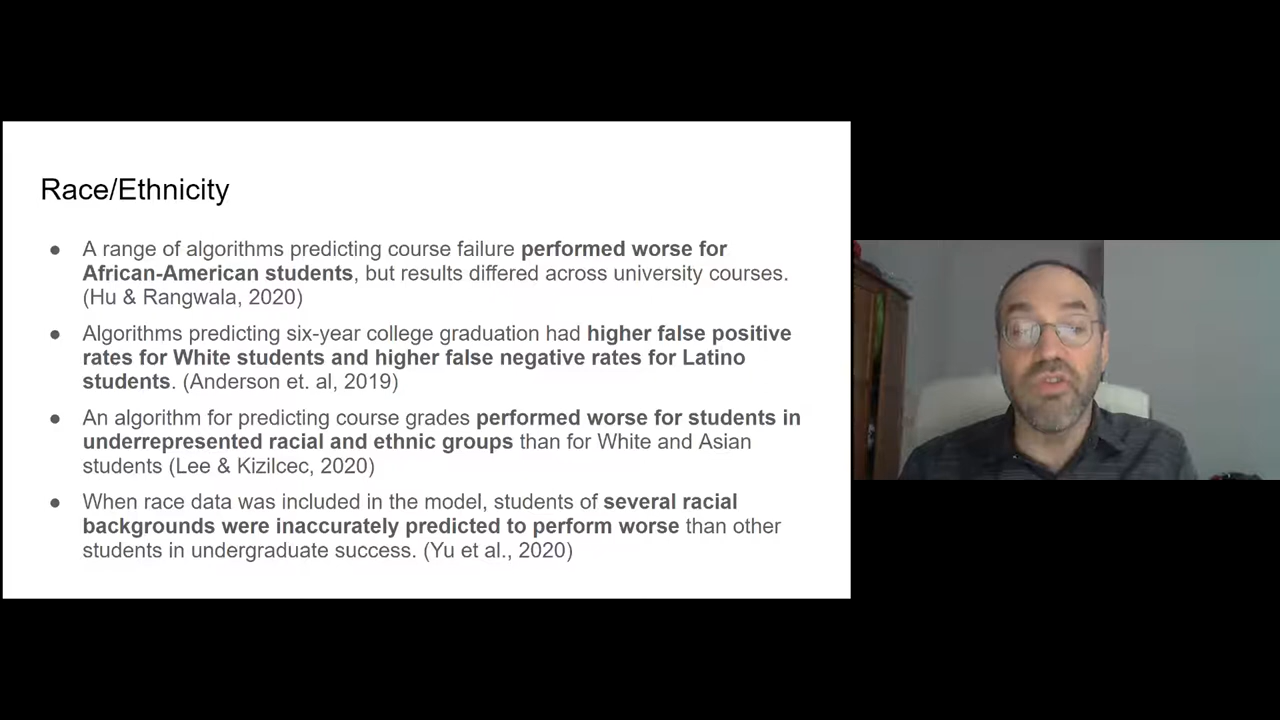 Race/Ethnicity
● A range of algorithms predicting course failure performed worse for
African-American students, but results differed across university courses.
(Hu & Rangwala, 2020)
● Algorithms predicting six-year college graduation had higher false positive
rates for White students and higher false negative rates for Latino
students. (Anderson et. al, 2019)
● An algorithm for predicting course grades performed worse for students in
underrepresented racial and ethnic groups than for White and Asian
students (Lee & Kizilcec, 2020)
● When race data was included in the model, students of several racial
backgrounds were inaccurately predicted to perform worse than other
students in undergraduate success. (Yu et al., 2020)